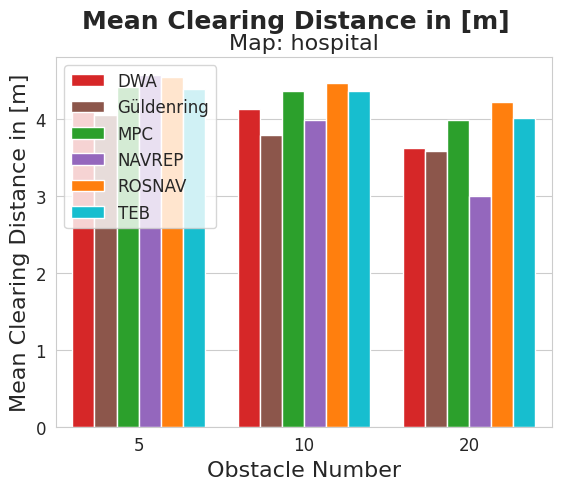 Mean Clearing Distance in [m]
Map: hospital
Mean Clearing Distance in [m]
4
3
2
1
0
DWA
Güldenring
MPC
NAVREP
ROSNAV
TEB
5 10 20
Obstacle Number